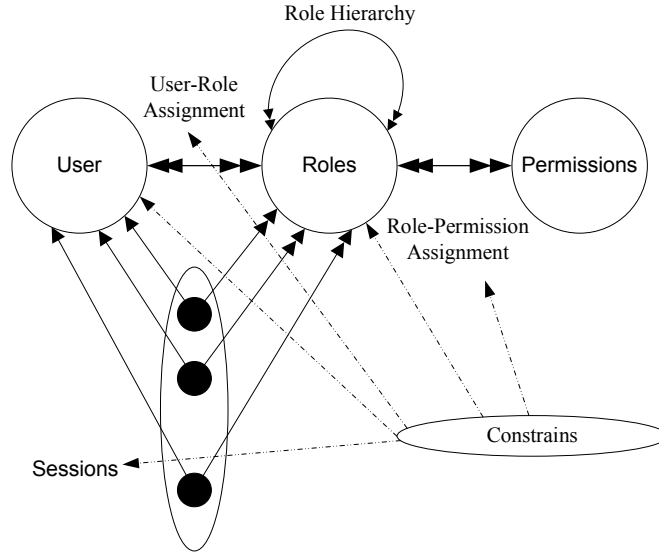 Role Hierarchy
User-Role
Assignment
User
Roles
Permissions
Role-Permission
Assignment
Constrains
Sessions